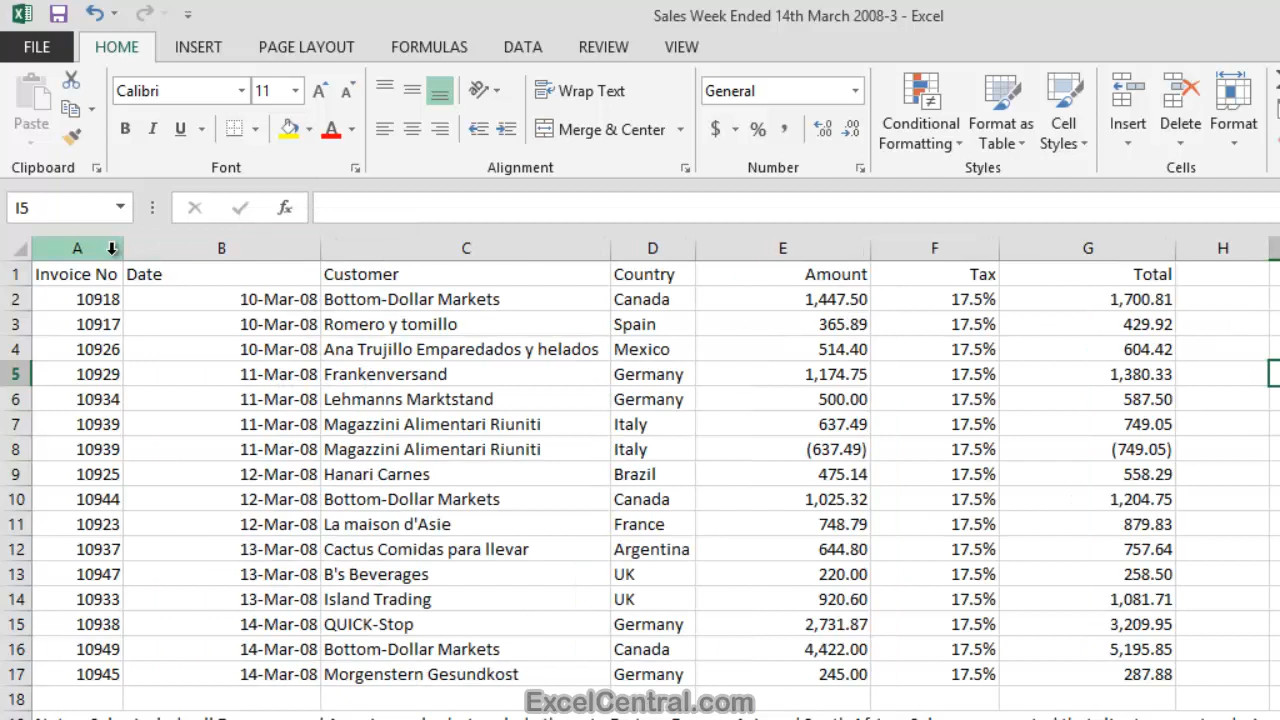 Sales Week Ended 14th March 2008-3 - Excel
FILE HOME INSERT PAGE LAYOUT FORMULAS DATA REVIEW VIEW
Calibri 11 Wrap Text General
Paste B I U Merge & Center $ % , Conditional Formatting Format as Table Cell Styles Insert Delete Format
Clipboard Font Alignment Number Styles Cells
I5 fx
A B C D E F G H
1 Invoice No Date Customer Country Amount Tax Total
2 10918 10-Mar-08 Bottom-Dollar Markets Canada 1,447.50 17.5% 1,700.81
3 10917 10-Mar-08 Romero y tomillo Spain 365.89 17.5% 429.92
4 10926 10-Mar-08 Ana Trujillo Emparedados y helados Mexico 514.40 17.5% 604.42
5 10929 11-Mar-08 Frankenversand Germany 1,174.75 17.5% 1,380.33
6 10934 11-Mar-08 Lehmanns Marktstand Germany 500.00 17.5% 587.50
7 10939 11-Mar-08 Magazzini Alimentari Riuniti Italy 637.49 17.5% 749.05
8 10939 11-Mar-08 Magazzini Alimentari Riuniti Italy (637.49) 17.5% (749.05)
9 10925 12-Mar-08 Hanari Carnes Brazil 475.14 17.5% 558.29
10 10944 12-Mar-08 Bottom-Dollar Markets Canada 1,025.32 17.5% 1,204.75
11 10923 12-Mar-08 La maison d'Asie France 748.79 17.5% 879.83
12 10937 13-Mar-08 Cactus Comidas para llevar Argentina 644.80 17.5% 757.64
13 10947 13-Mar-08 B's Beverages UK 220.00 17.5% 258.50
14 10933 13-Mar-08 Island Trading UK 920.60 17.5% 1,081.71
15 10938 14-Mar-08 QUICK-Stop Germany 2,731.87 17.5% 3,209.95
16 10949 14-Mar-08 Bottom-Dollar Markets Canada 4,422.00 17.5% 5,195.85
17 10945 14-Mar-08 Morgenstern Gesundkost Germany 245.00 17.5% 287.88
18
ExcelCentral.com